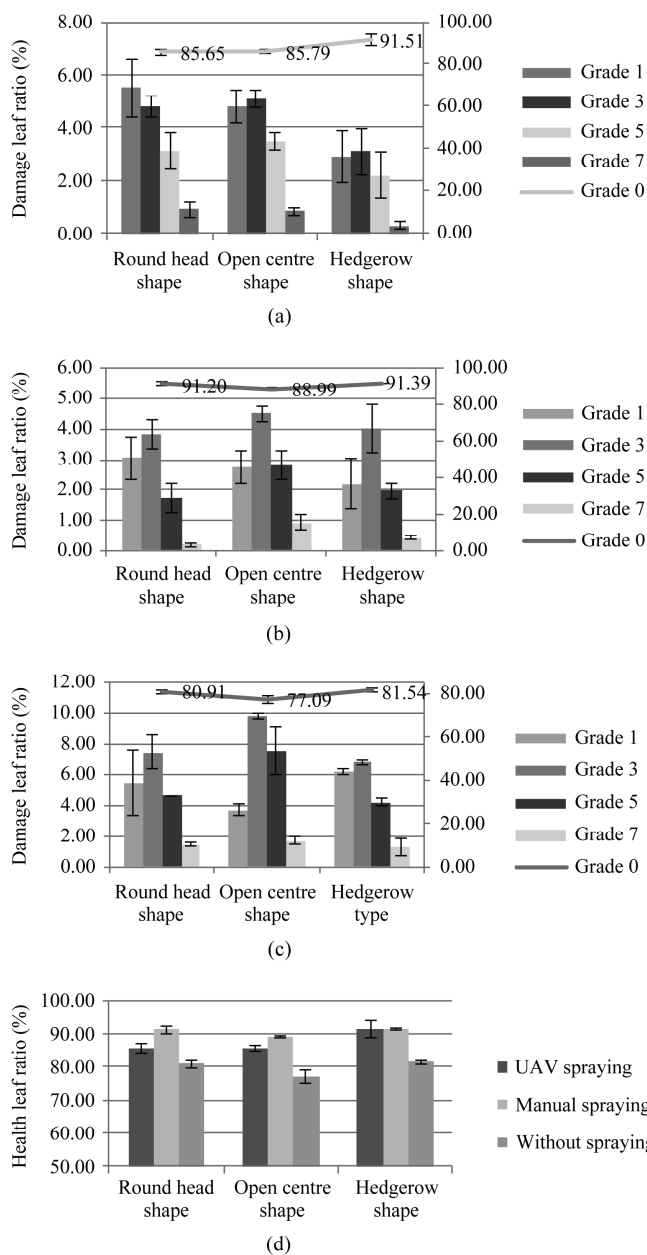 Damage leaf ratio (%)
8.00
6.00
4.00
2.00
0.00
85.65
85.79
91.51
100.00
80.00
60.00
40.00
20.00
0.00
Round head shape
Open centre shape
Hedgerow shape
Grade 1
Grade 3
Grade 5
Grade 7
Grade 0
(a)
Damage leaf ratio (%)
6.00
5.00
4.00
3.00
2.00
1.00
0.00
91.20
88.99
91.39
100.00
80.00
60.00
40.00
20.00
0.00
Round head shape
Open centre shape
Hedgerow shape
Grade 1
Grade 3
Grade 5
Grade 7
Grade 0
(b)
Damage leaf ratio (%)
12.00
10.00
8.00
6.00
4.00
2.00
0.00
80.91
77.09
81.54
80.00
60.00
40.00
20.00
0.00
Round head shape
Open centre shape
Hedgerow type
Grade 1
Grade 3
Grade 5
Grade 7
Grade 0
(c)
Health leaf ratio (%)
100.00
90.00
80.00
70.00
60.00
50.00
Round head shape
Open centre shape
Hedgerow shape
UAV spraying
Manual spraying
Without spraying
(d)